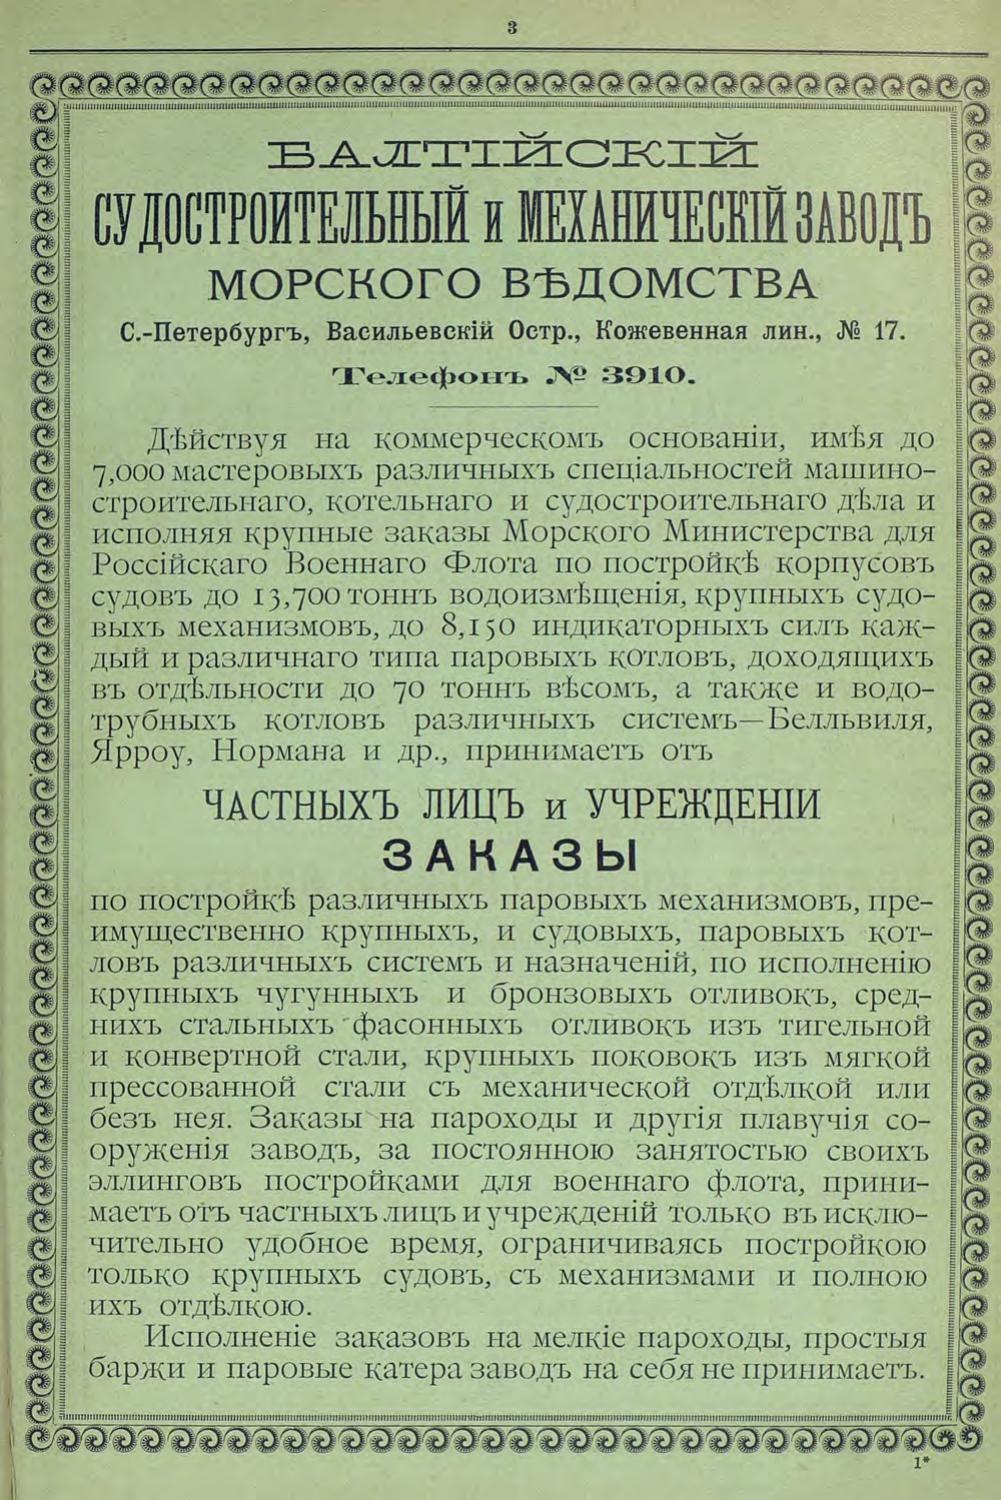 3
БАЛТІЙСКІЙ
СУДОСТРОИТЕЛЬНЫЙ и МЕХАНИЧЕСКІЙ ЗАВОДЪ
МОРСКОГО ВѢДОМСТВА
С.-Петербургъ, Васильевскій Остр., Кожевенная лин., № 17.
Телефонъ № 3910.
Дѣйствуя на коммерческомъ основаніи, имѣя до
7,000 мастеровыхъ различныхъ спеціальностей машино-
строительнаго, котельнаго и судостроительнаго дѣла и
исполняя крупные заказы Морского Министерства для
Россійскаго Военнаго Флота по постройкѣ корпусовъ
судовъ до 13,700 тоннъ водоизмѣщенія, крупныхъ судо-
выхъ механизмовъ, до 8,150 индикаторныхъ силъ каж-
дый и различнаго типа паровыхъ котловъ, доходящихъ
въ отдѣльности до 70 тоннъ вѣсомъ, а также и водо-
трубныхъ котловъ различныхъ системъ—Белльвиля,
Ярроу, Нормана и др., принимаетъ отъ
ЧАСТНЫХЪ ЛИЦЪ и УЧРЕЖДЕНІИ
ЗАКАЗЫ
по постройкѣ различныхъ паровыхъ механизмовъ, пре-
имущественно крупныхъ, и судовыхъ, паровыхъ кот-
ловъ различныхъ системъ и назначеній, по исполненію
крупныхъ чугунныхъ и бронзовыхъ отливокъ, сред-
нихъ стальныхъ фасонныхъ отливокъ изъ тигельной
и конвертной стали, крупныхъ поковокъ изъ мягкой
прессованной стали съ механической отдѣлкой или
безъ нея. Заказы на пароходы и другія плавучія со-
оруженія заводъ, за постоянною занятостью своихъ
эллинговъ постройками для военнаго флота, прини-
маетъ отъ частныхъ лицъ и учрежденій только въ исклю-
чительно удобное время, ограничиваясь постройкою
только крупныхъ судовъ, съ механизмами и полною
ихъ отдѣлкою.
Исполненіе заказовъ на мелкіе пароходы, простыя
баржи и паровые катера заводъ на себя не принимаетъ.
1*